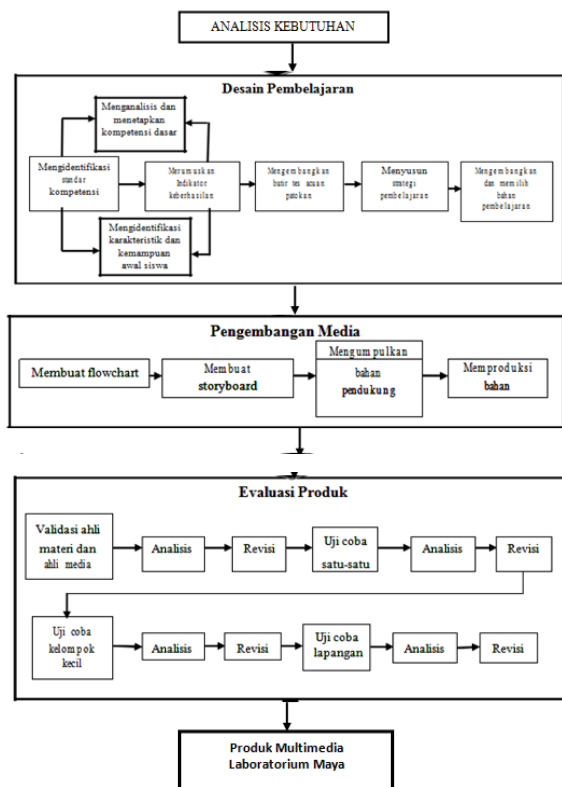 ANALISIS KEBUTUHAN
Desain Pembelajaran
Menganalisis dan
menetapkan
kompetensi dasar
Mengidentifikasi
standar
kompetensi
Merumuskan
Indikator
keberhasilan
Mengembangkan
butir tes acuan
patokan
Menyusun
strategi
pembelajaran
Mengembangkan
dan memilih
bahan
pembelajaran
Mengidentifikasi
karakteristik dan
kemampuan
awal siswa
Pengembangan Media
Membuat flowchart
Membuat
storyboard
Mengumpulkan
bahan
pendukung
Memproduksi
bahan
Evaluasi Produk
Validasi ahli
materi dan
ahli media
Analisis
Revisi
Uji coba
satu-satu
Analisis
Revisi
Uji coba
kelompok
kecil
Analisis
Revisi
Uji coba
lapangan
Analisis
Revisi
Produk Multimedia
Laboratorium Maya